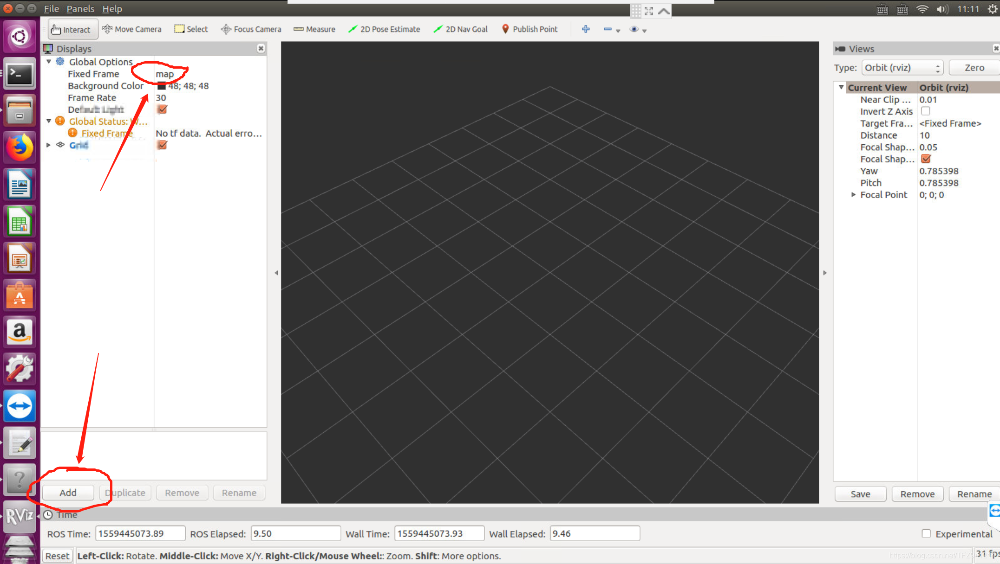 File Panels Help
11:11
Interact Move Camera Select Focus Camera Measure 2D Pose Estimate 2D Nav Goal Publish Point
Displays
Global Options
Fixed Frame map
Background Color 48; 48; 48
Frame Rate 30
Default Light
Global Status: W...
Fixed Frame No tf data. Actual erro...
Grid
Add Duplicate Remove Rename
Views
Type: Orbit (rviz) Zero
Current View Orbit (rviz)
Near Clip ... 0.01
Invert Z Axis
Target Fra... <Fixed Frame>
Distance 10
Focal Shap... 0.05
Focal Shap...
Yaw 0.785398
Pitch 0.785398
Focal Point 0; 0; 0
Save Remove Rename
RViz
Time
ROS Time: 1559445073.89 ROS Elapsed: 9.50 Wall Time: 1559445073.93 Wall Elapsed: 9.46 Experimental
Reset Left-Click: Rotate. Middle-Click: Move X/Y. Right-Click/Mouse Wheel:: Zoom. Shift: More options.
31 fps